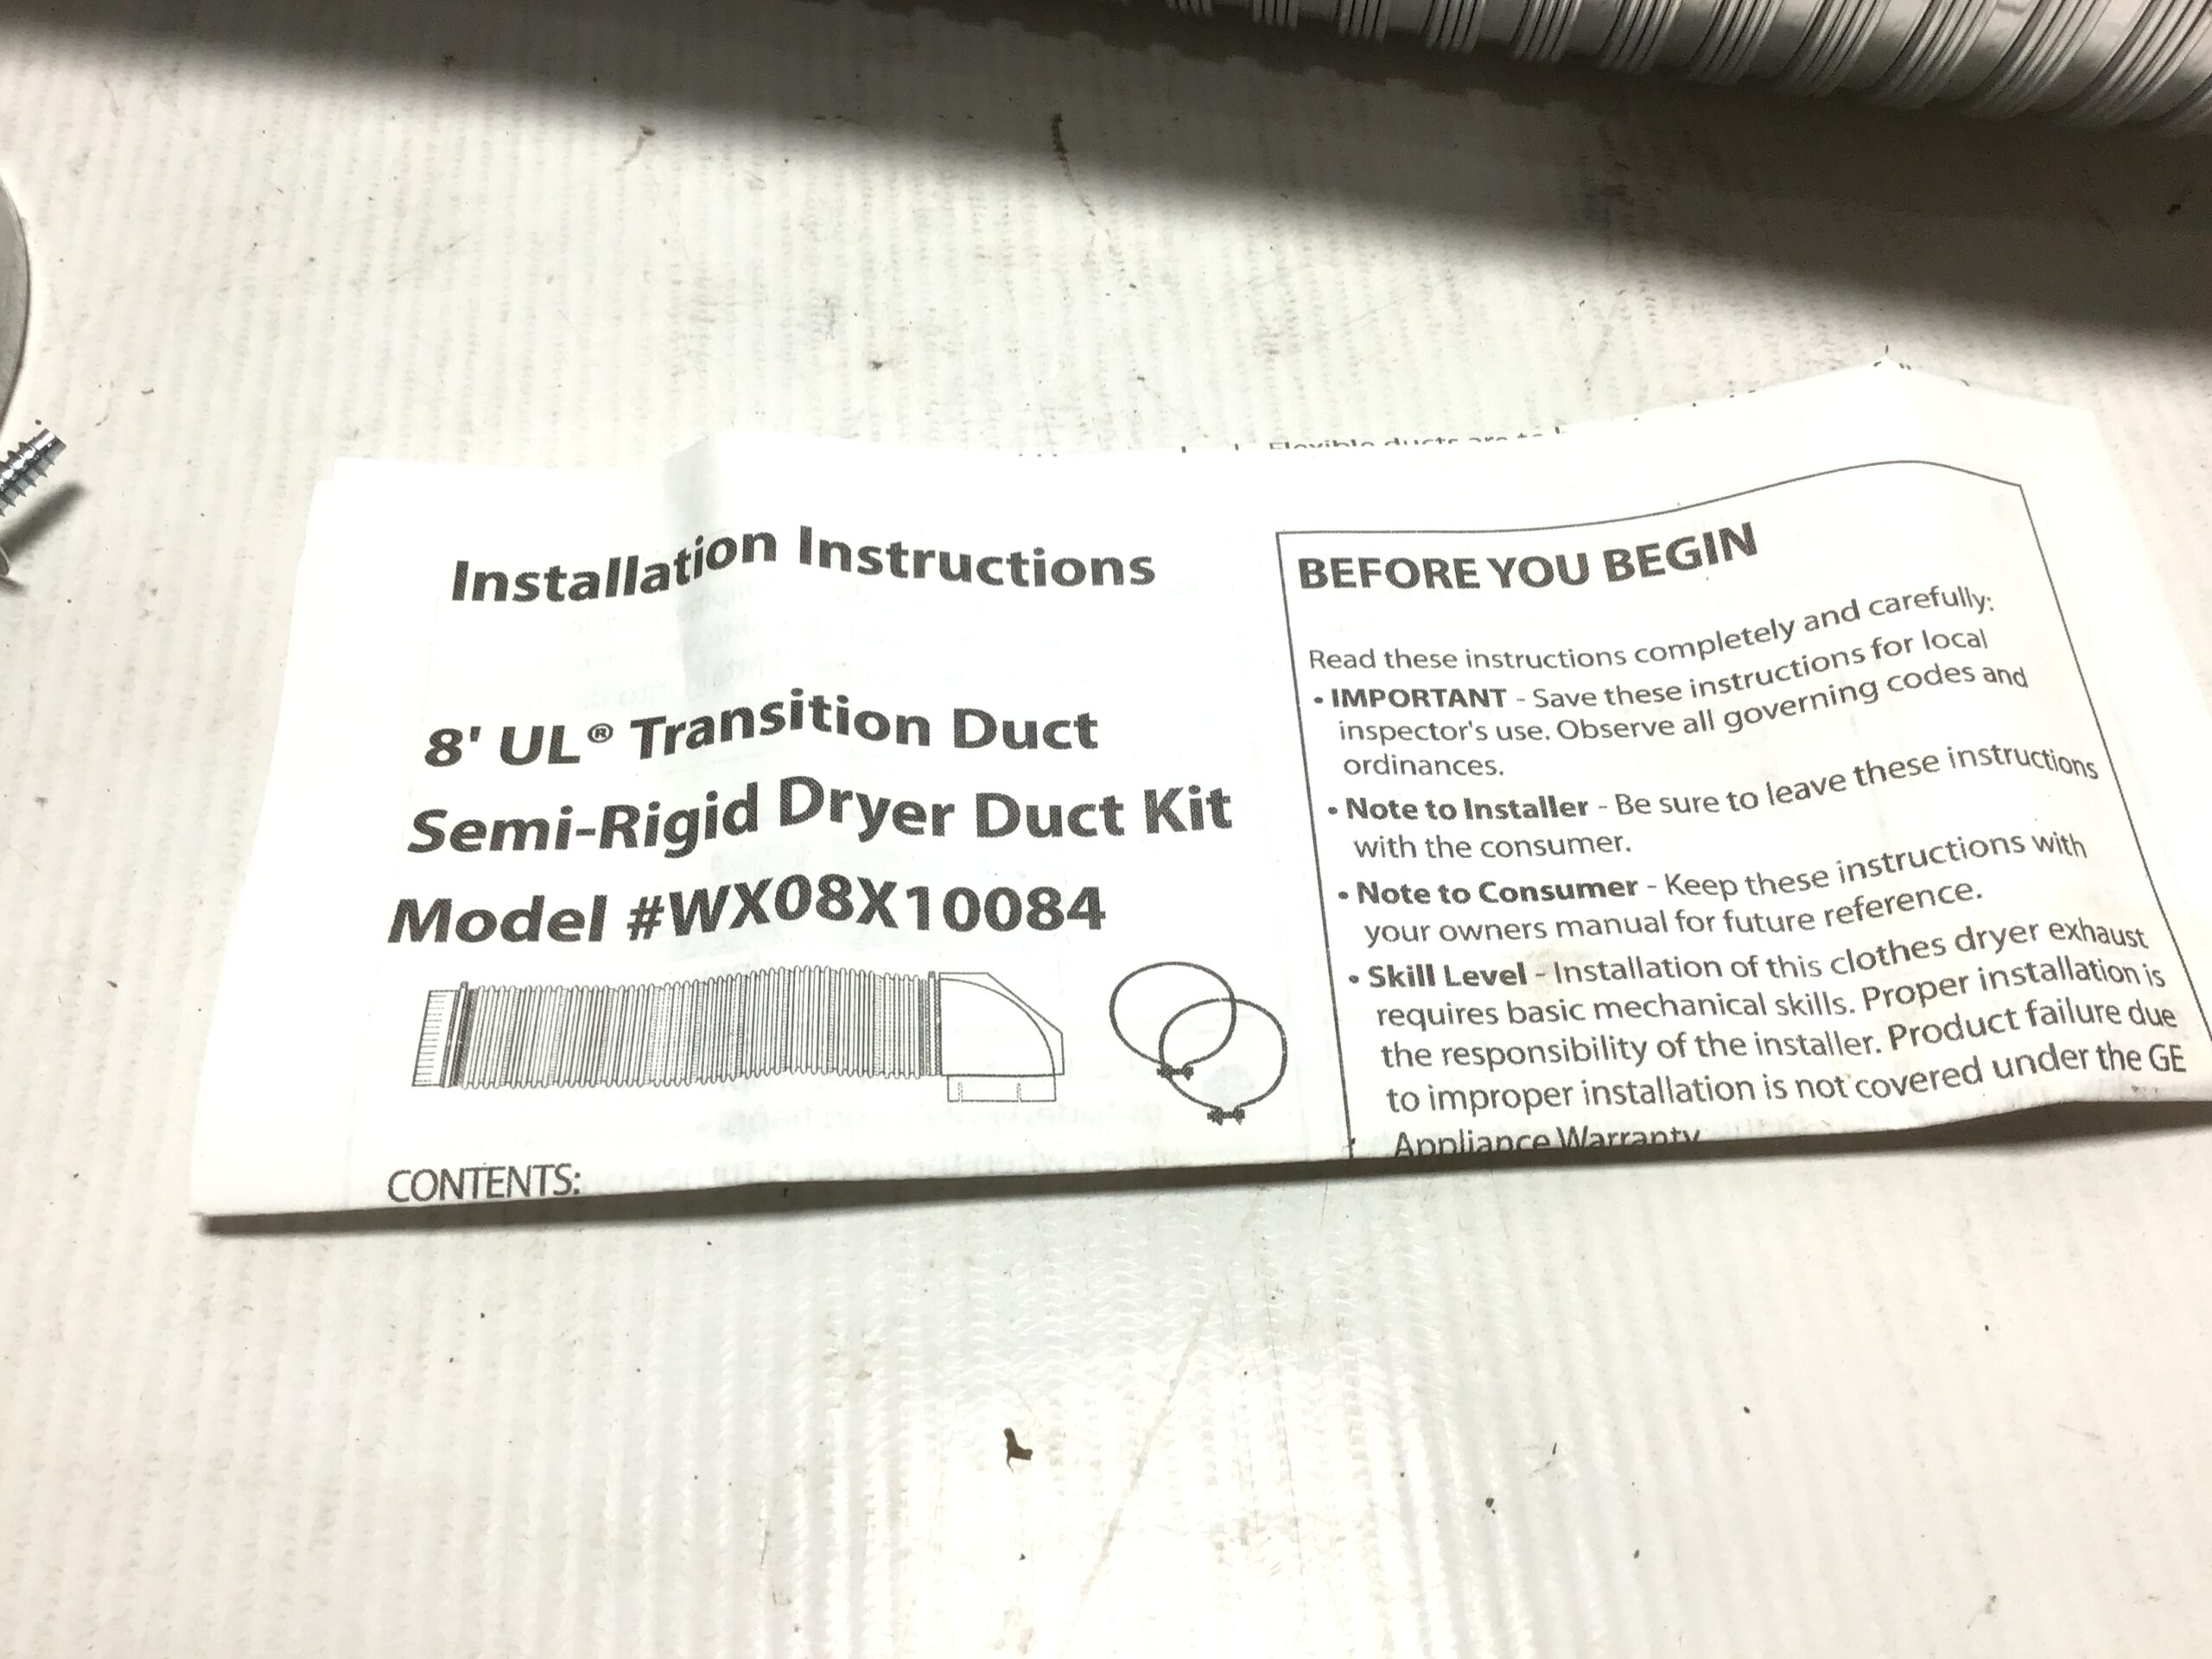 Flexible ducts are to
Installation Instructions
8' UL® Transition Duct
Semi-Rigid Dryer Duct Kit
Model #WX08X10084
CONTENTS:
BEFORE YOU BEGIN
Read these instructions completely and carefully:
• IMPORTANT - Save these instructions for local
inspector's use. Observe all governing codes and
ordinances.
• Note to Installer - Be sure to leave these instructions
with the consumer.
• Note to Consumer - Keep these instructions with
your owners manual for future reference.
• Skill Level - Installation of this clothes dryer exhaust
requires basic mechanical skills. Proper installation is
the responsibility of the installer. Product failure due
to improper installation is not covered under the GE
Appliance Warranty